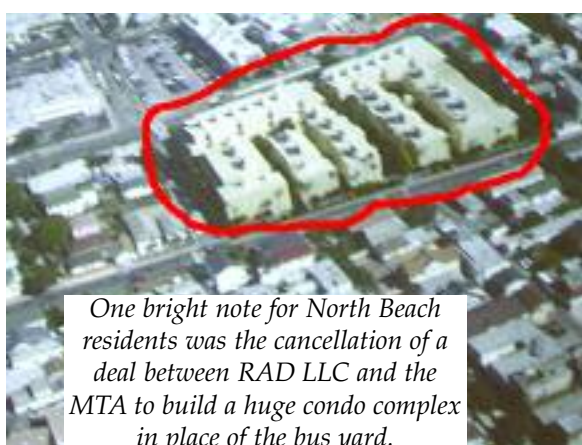 One bright note for North Beach
residents was the cancellation of a
deal between RAD LLC and the
MTA to build a huge condo complex
in place of the bus yard.